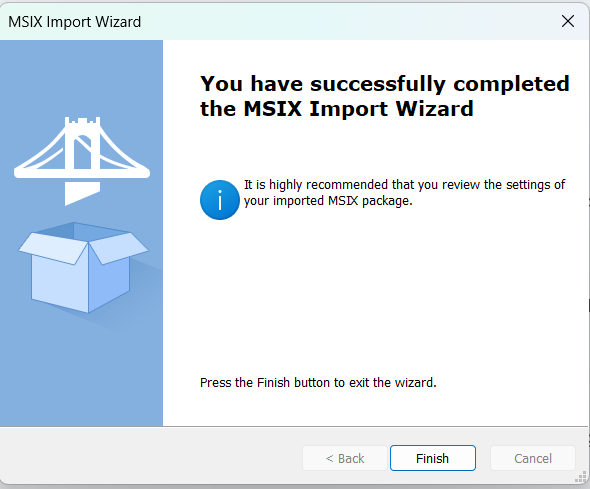 MSIX Import Wizard
You have successfully completed
the MSIX Import Wizard
It is highly recommended that you review the settings of
your imported MSIX package.
Press the Finish button to exit the wizard.
< Back
Finish
Cancel